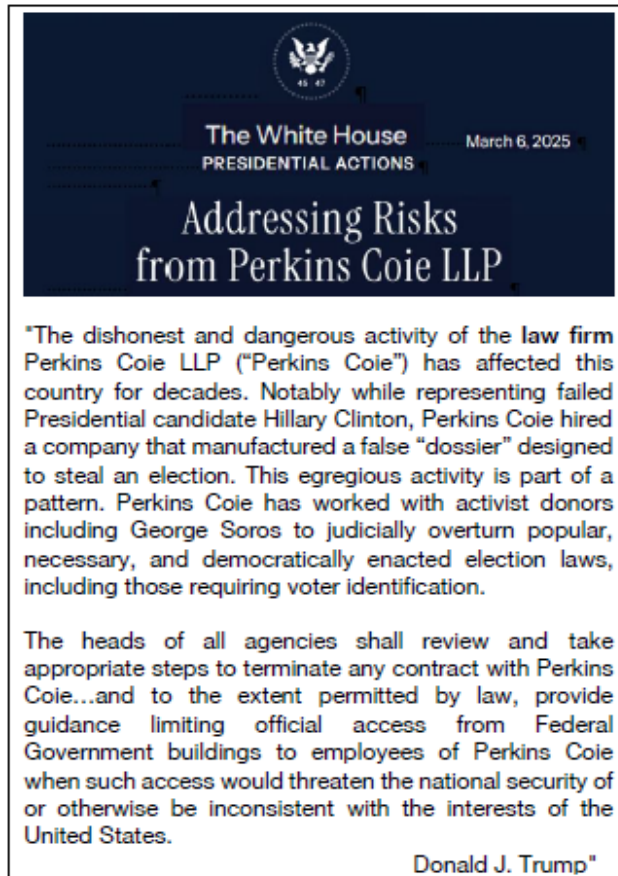 45 47
¶
The White House
March 6, 2025 ¶
PRESIDENTIAL ACTIONS ¶
¶
Addressing Risks
from Perkins Coie LLP
¶
"The dishonest and dangerous activity of the law firm
Perkins Coie LLP (“Perkins Coie”) has affected this
country for decades. Notably while representing failed
Presidential candidate Hillary Clinton, Perkins Coie hired
a company that manufactured a false “dossier” designed
to steal an election. This egregious activity is part of a
pattern. Perkins Coie has worked with activist donors
including George Soros to judicially overturn popular,
necessary, and democratically enacted election laws,
including those requiring voter identification.
The heads of all agencies shall review and take
appropriate steps to terminate any contract with Perkins
Coie...and to the extent permitted by law, provide
guidance limiting official access from Federal
Government buildings to employees of Perkins Coie
when such access would threaten the national security of
or otherwise be inconsistent with the interests of the
United States.
Donald J. Trump"